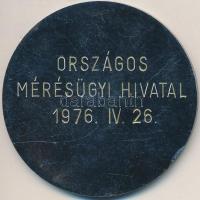 ORSZÁGOS
MÉRÉSÜGYI HIVATAL
1976. IV. 26.